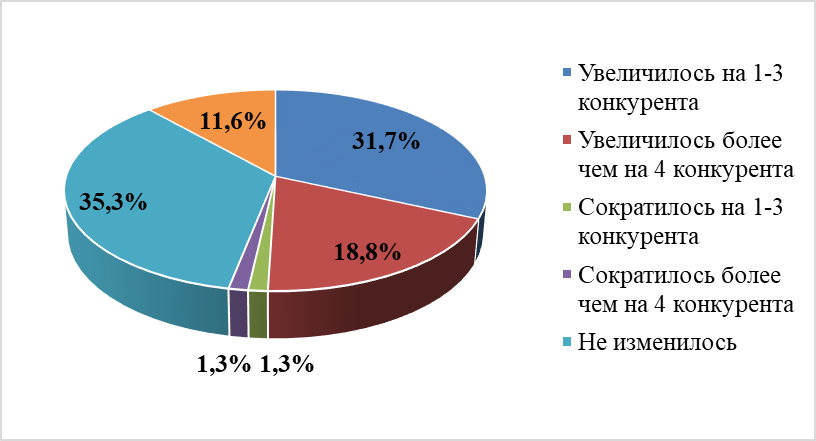 11,6%
31,7%
35,3%
18,8%
1,3%
1,3%
Увеличилось на 1-3
конкурента
Увеличилось более
чем на 4 конкурента
Сократилось на 1-3
конкурента
Сократилось более
чем на 4 конкурента
Не изменилось